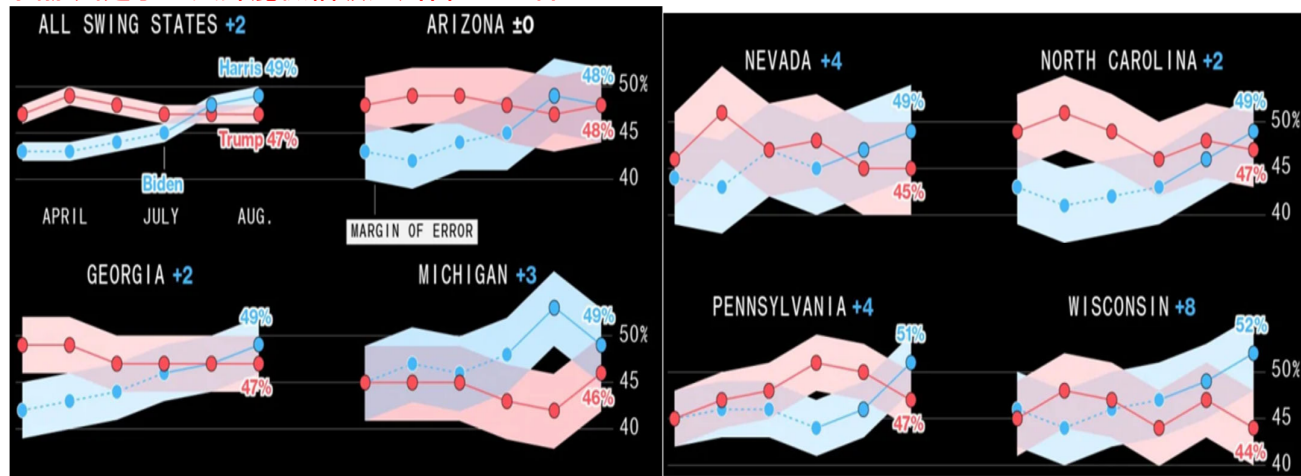 ALL SWING STATES +2
Harris 49%
Trump 47%
Biden
APRIL JULY AUG.
ARIZONA ±0
50%
48%
45
48%
40
MARGIN OF ERROR
NEVADA +4
49%
45%
NORTH CAROLINA +2
49%
50%
45
47%
40
GEORGIA +2
49%
47%
MICHIGAN +3
49%
50%
45
46%
40
PENNSYLVANIA +4
51%
47%
WISCONSIN +8
52%
50%
45
44%
40